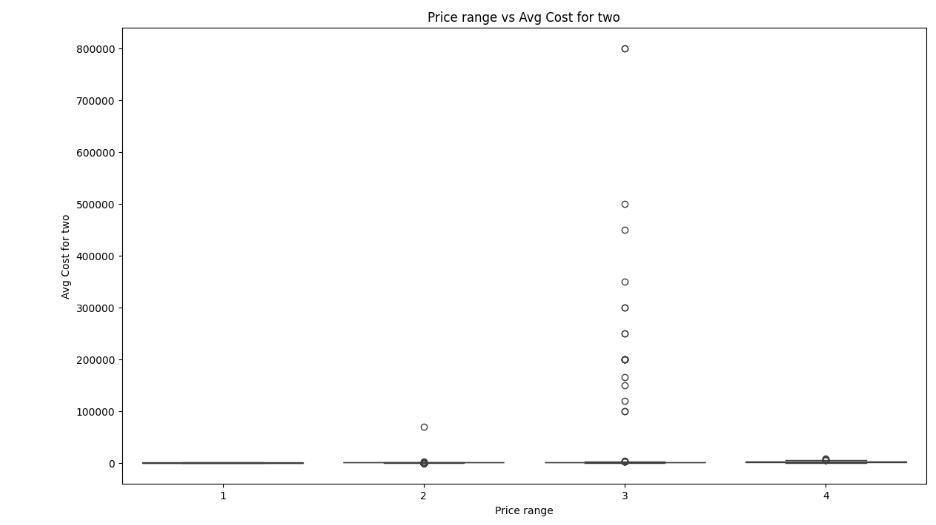 Price range vs Avg Cost for two
800000
700000
600000
500000
400000
300000
200000
100000
0
Avg Cost for two
1 2 3 4
Price range